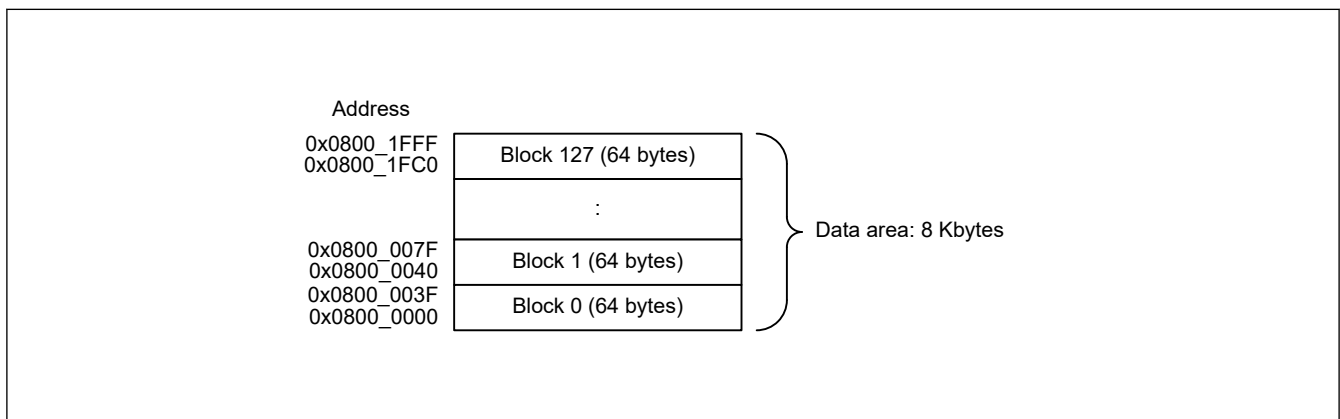 Address
0x0800_1FFF
0x0800_1FC0
Block 127 (64 bytes)
:
Data area: 8 Kbytes
0x0800_007F
0x0800_0040
Block 1 (64 bytes)
0x0800_003F
0x0800_0000
Block 0 (64 bytes)